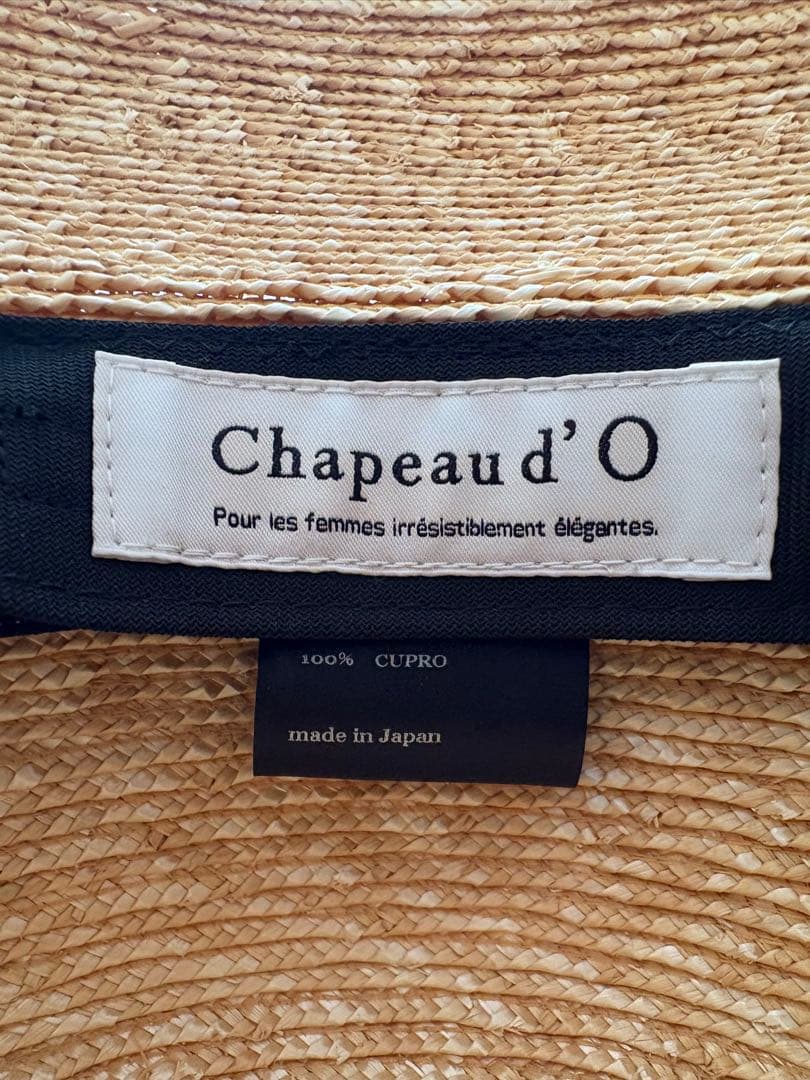 Chapeau d'O
Pour les femmes irrésistiblement élégantes.
100% CUPRO
made in Japan